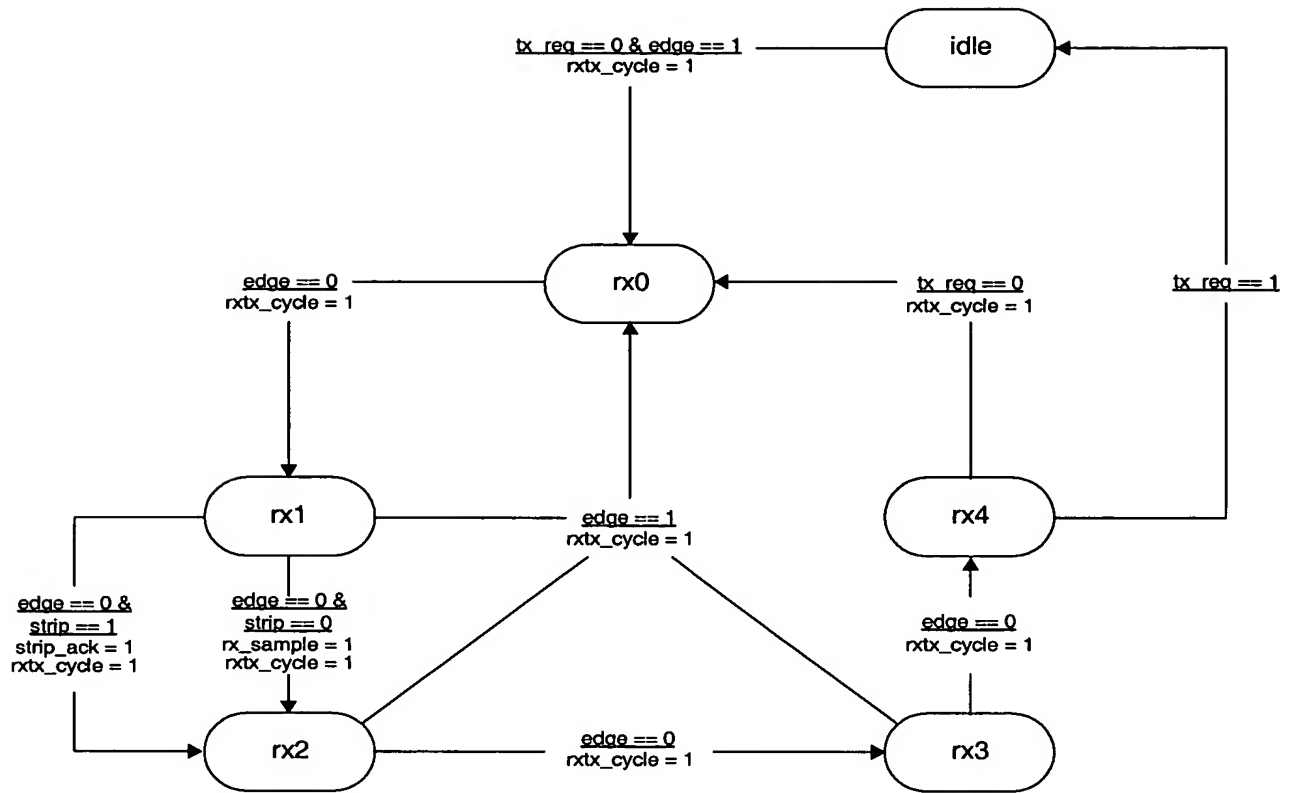 tx_req == 0 & edge == 1
rxtx_cycle = 1
idle
edge == 0
rxtx_cycle = 1
rx0
tx_req == 0
rxtx_cycle = 1
tx_req == 1
rx1
edge == 1
rxtx_cycle = 1
rx4
edge == 0 &
strip == 1
strip_ack = 1
rxtx_cycle = 1
edge == 0 &
strip == 0
rx_sample = 1
rxtx_cycle = 1
edge == 0
rxtx_cycle = 1
rx2
edge == 0
rxtx_cycle = 1
rx3